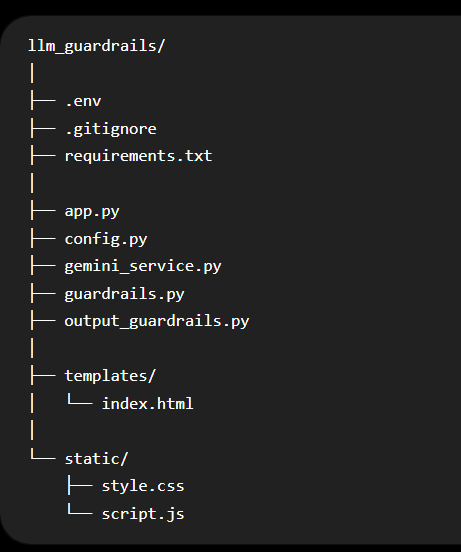 llm_guardrails/
│
├── .env
├── .gitignore
├── requirements.txt
│
├── app.py
├── config.py
├── gemini_service.py
├── guardrails.py
├── output_guardrails.py
│
├── templates/
│   └── index.html
│
└── static/
    ├── style.css
    └── script.js